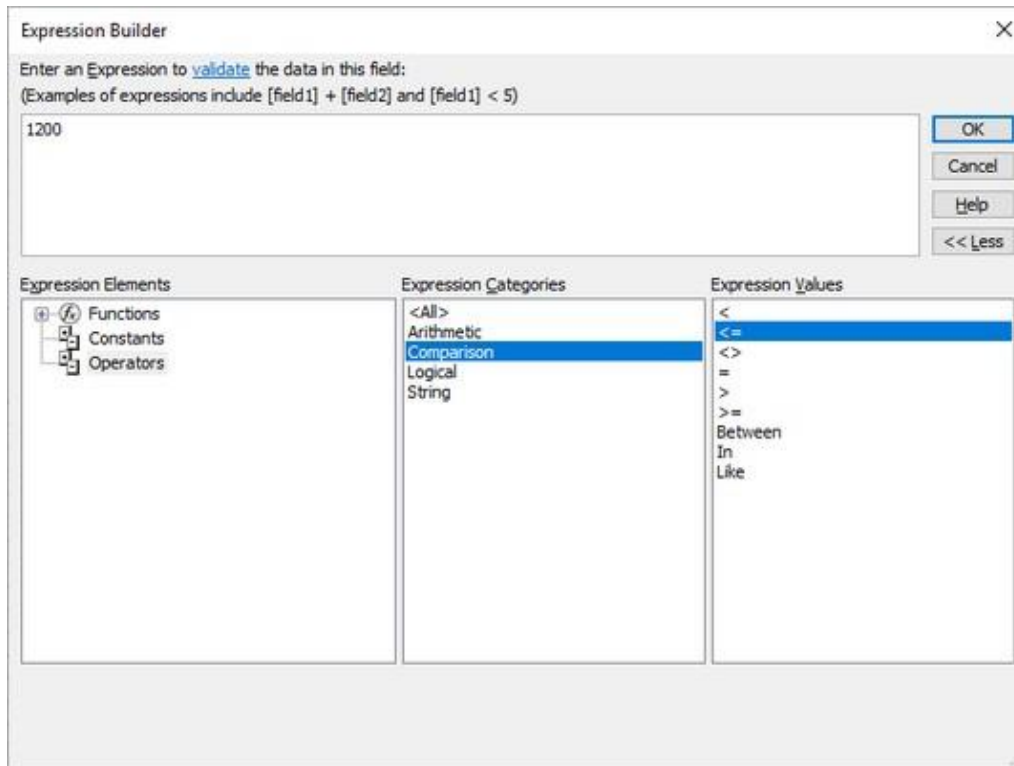 Expression Builder
Enter an Expression to validate the data in this field:
(Examples of expressions include [field1] + [field2] and [field1] < 5)
1200
OK
Cancel
Help
<< Less
Expression Elements
Functions
Constants
Operators
Expression Categories
<All>
Arithmetic
Comparison
Logical
String
Expression Values
<
<=
<>
=
>
>=
Between
In
Like